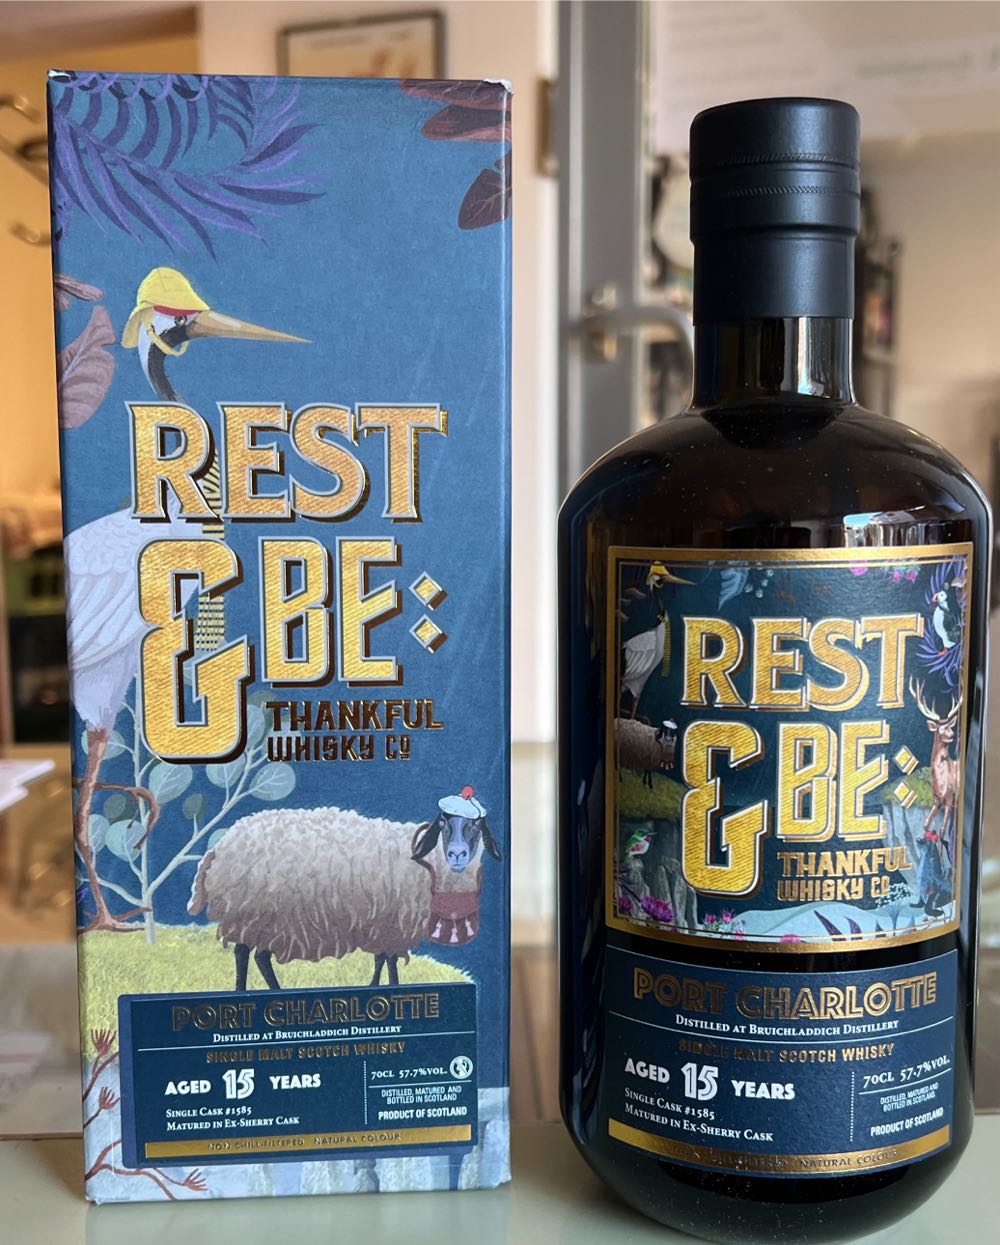 REST
& BE:
THANKFUL
WHISKY Co
PORT CHARLOTTE
DISTILLED AT BRUICHLADDICH DISTILLERY
SINGLE MALT SCOTCH WHISKY
AGED 15 YEARS
SINGLE CASK #1585
MATURED IN EX-SHERRY CASK
70CL 57.7%VOL.
DISTILLED, MATURED AND
BOTTLED IN SCOTLAND
PRODUCT OF SCOTLAND
NON CHILL-FILTERED NATURAL COLOUR
REST
& BE:
THANKFUL
WHISKY Co
PORT CHARLOTTE
DISTILLED AT BRUICHLADDICH DISTILLERY
SINGLE MALT SCOTCH WHISKY
AGED 15 YEARS
SINGLE CASK #1585
MATURED IN EX-SHERRY CASK
70CL 57.7%VOL.
DISTILLED, MATURED AND
BOTTLED IN SCOTLAND.
PRODUCT OF SCOTLAND
NATURAL COLOUR